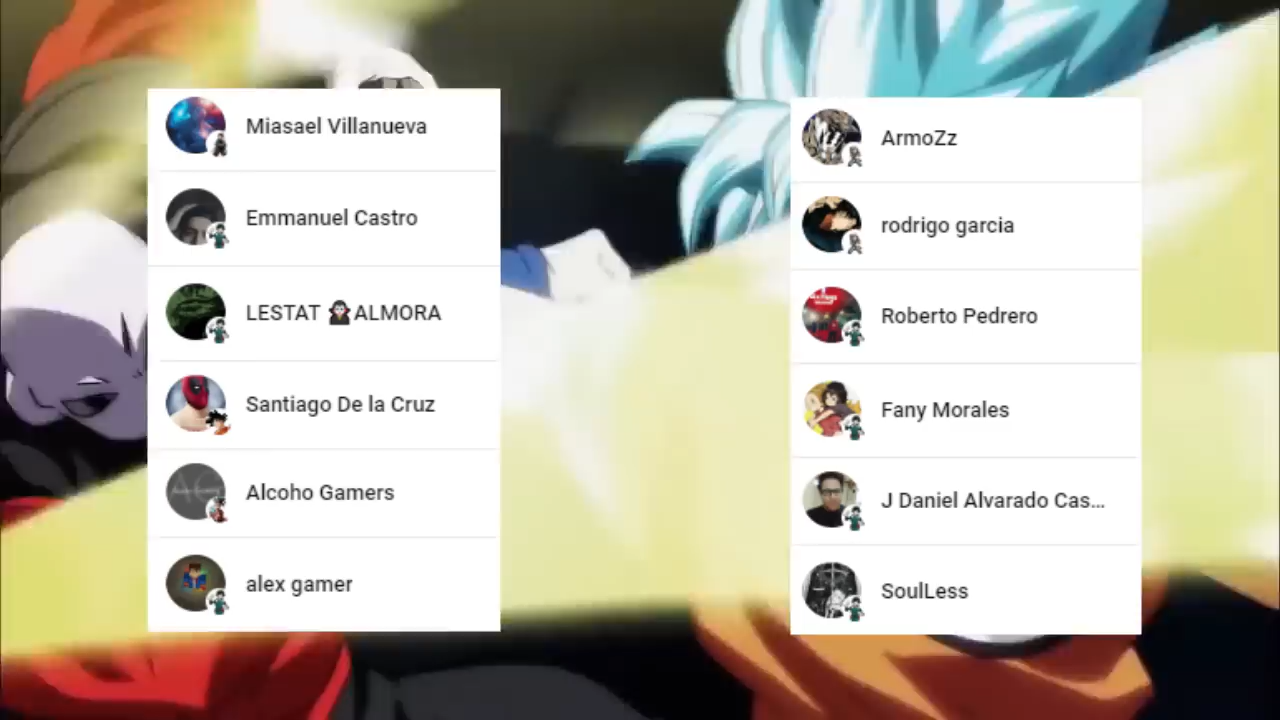 Miasael Villanueva
Emmanuel Castro
LESTAT 🧛ALMORA
Santiago De la Cruz
Alcoho Gamers
alex gamer
ArmoZz
rodrigo garcia
Roberto Pedrero
Fany Morales
J Daniel Alvarado Cas...
SoulLess